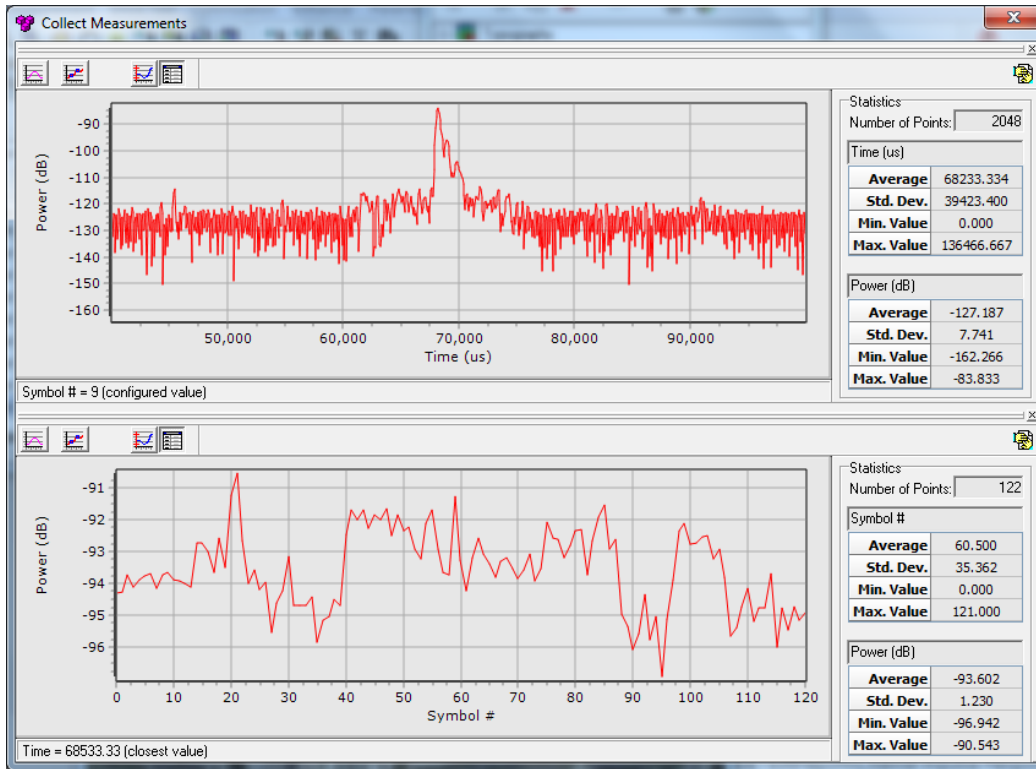 Collect Measurements
-90
-100
-110
-120
-130
-140
-150
-160
Power (dB)
50,000 60,000 70,000 80,000 90,000
Time (us)
Symbol # = 9 (configured value)
Statistics
Number of Points: 2048
Time (us)
Average 68233.334
Std. Dev. 39423.400
Min. Value 0.000
Max. Value 136466.667
Power (dB)
Average -127.187
Std. Dev. 7.741
Min. Value -162.266
Max. Value -83.833
-91
-92
-93
-94
-95
-96
Power (dB)
0 10 20 30 40 50 60 70 80 90 100 110 120
Symbol #
Time = 68533.33 (closest value)
Statistics
Number of Points: 122
Symbol #
Average 60.500
Std. Dev. 35.362
Min. Value 0.000
Max. Value 121.000
Power (dB)
Average -93.602
Std. Dev. 1.230
Min. Value -96.942
Max. Value -90.543